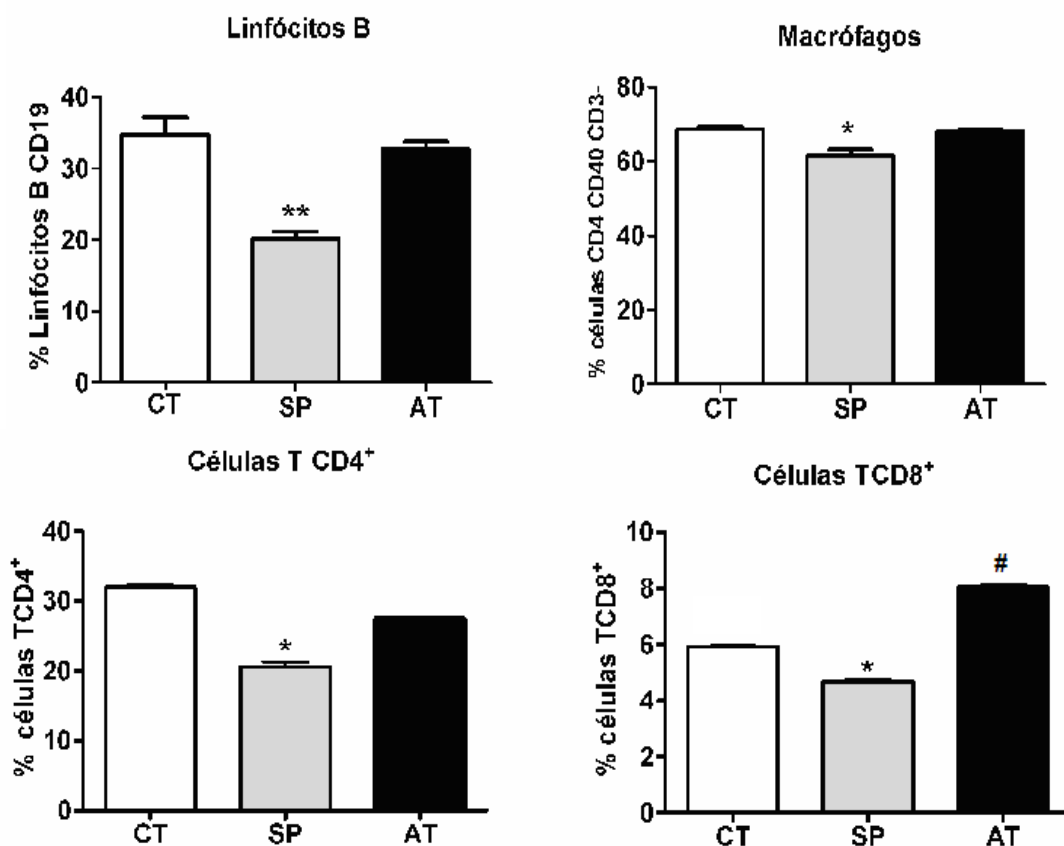 Linfócitos B
% Linfócitos B CD19
40
30
20
10
0
**
CT SP AT
Macrófagos
% células CD4 CD40 CD3-
80
60
40
20
0
*
CT SP AT
Células T CD4⁺
% células TCD4⁺
40
30
20
10
0
*
CT SP AT
Células TCD8⁺
% células TCD8⁺
10
8
6
4
2
0
*
#
CT SP AT